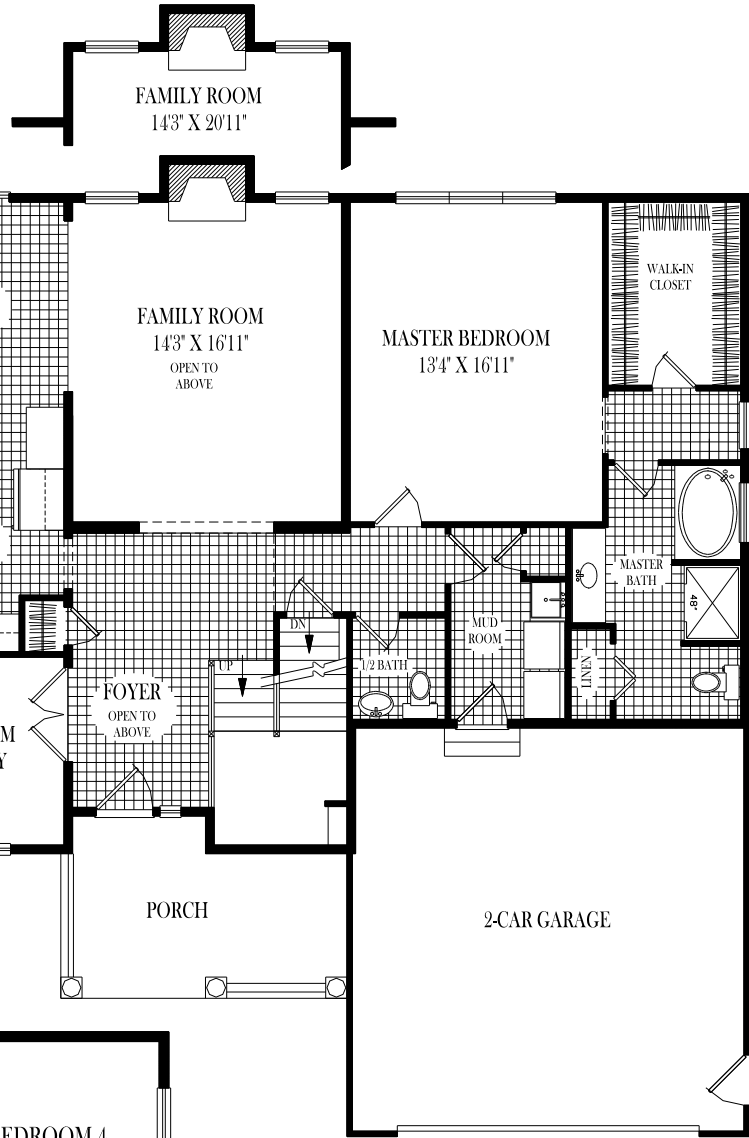 FAMILY ROOM
14'3" X 20'11"
FAMILY ROOM
14'3" X 16'11"
OPEN TO
ABOVE
MASTER BEDROOM
13'4" X 16'11"
WALK-IN
CLOSET
MASTER
BATH
48"
LINEN
MUD
ROOM
1/2 BATH
DN
UP
FOYER
OPEN TO
ABOVE
M
Y
PORCH
2-CAR GARAGE
EDROOM 4